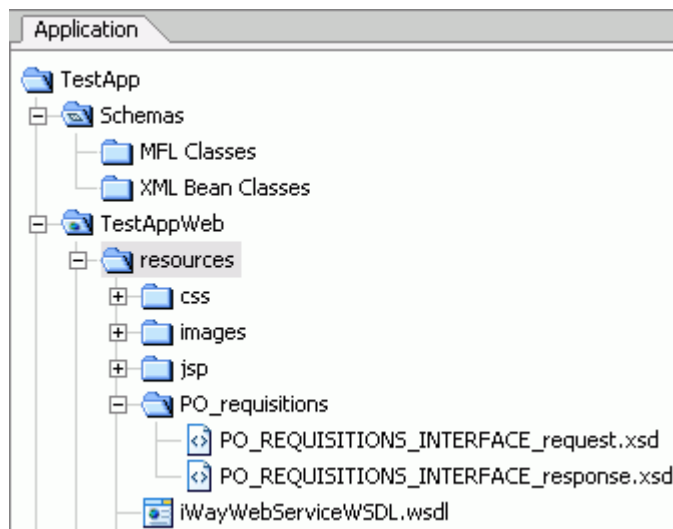 Application
TestApp
Schemas
MFL Classes
XML Bean Classes
TestAppWeb
resources
css
images
jsp
PO_requisitions
PO_REQUISITIONS_INTERFACE_request.xsd
PO_REQUISITIONS_INTERFACE_response.xsd
iWayWebServiceWSDL.wsdl